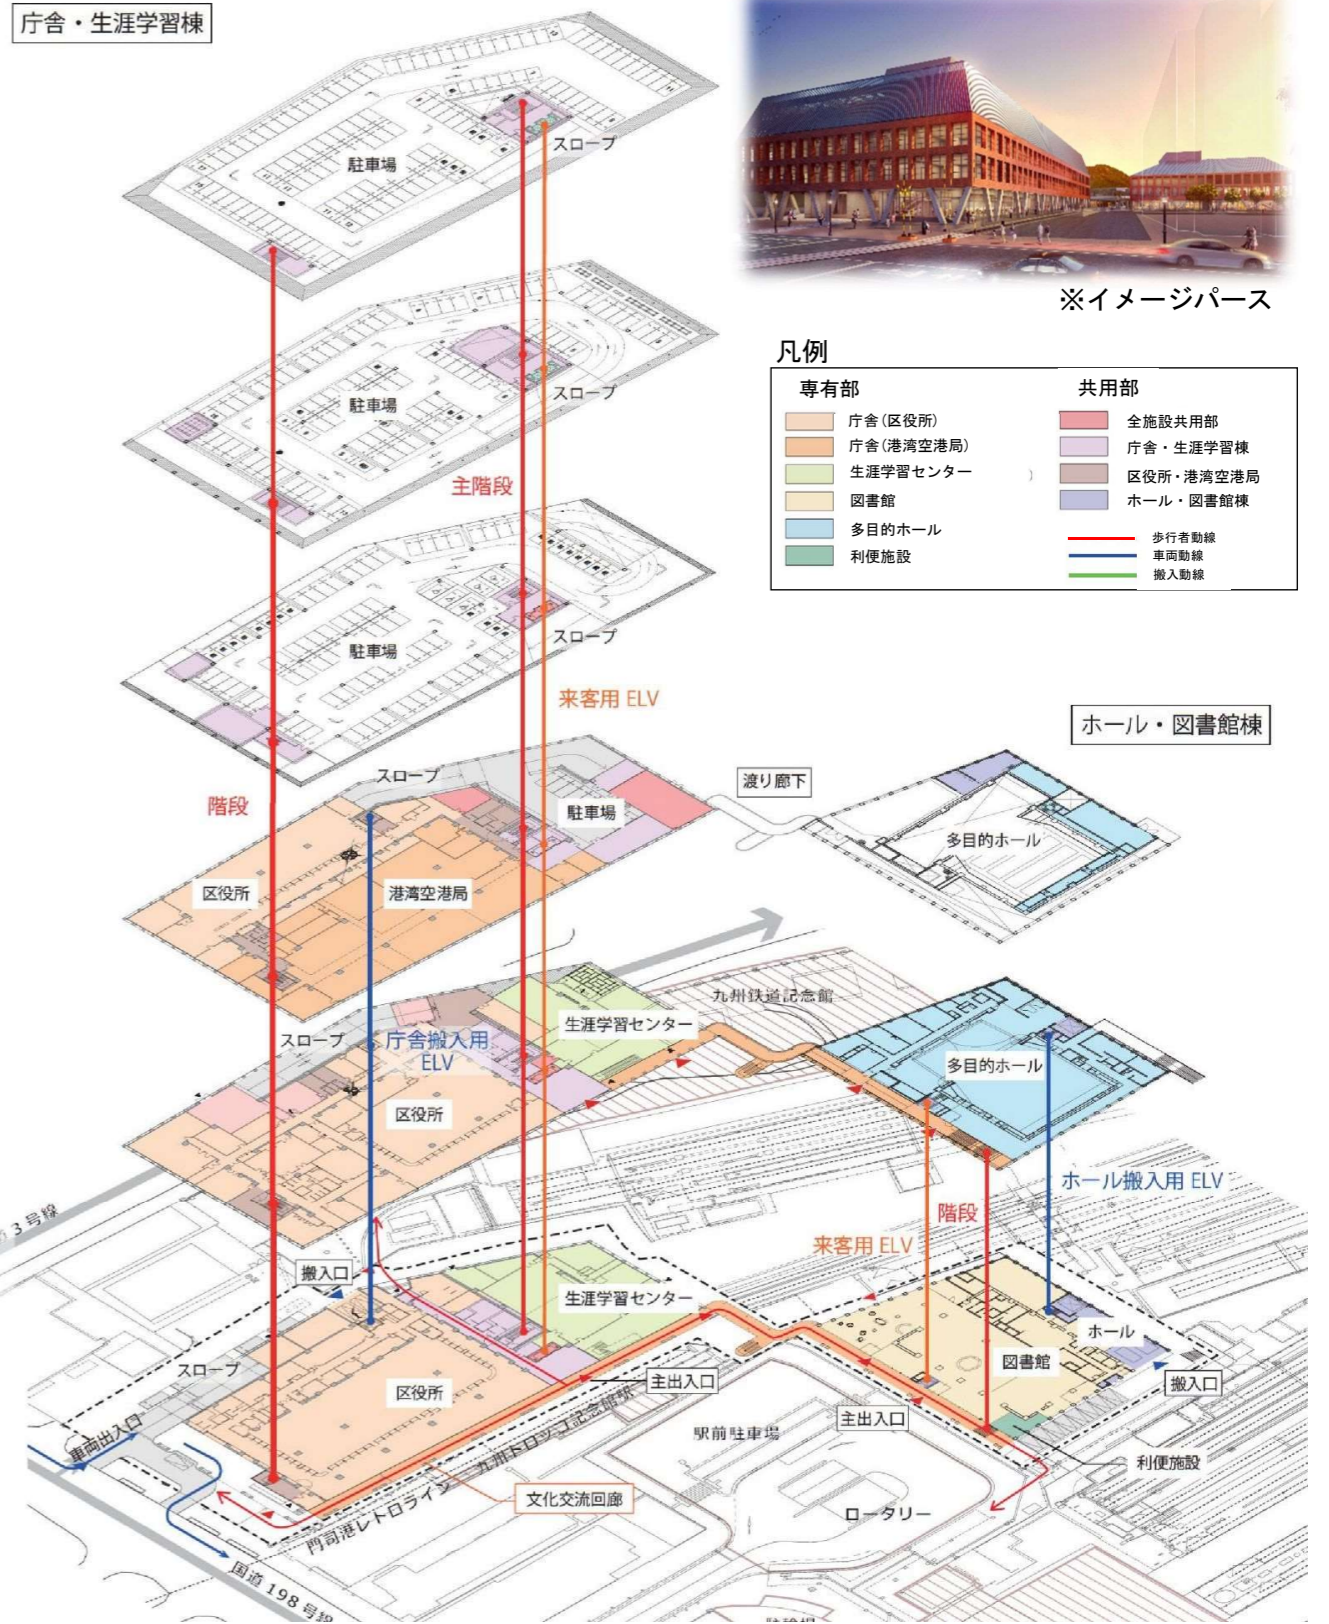 庁舎・生涯学習棟
駐車場
スロープ
※イメージパース
凡例
専有部
共用部
庁舎(区役所)
庁舎(港湾空港局)
生涯学習センター
図書館
多目的ホール
利便施設
全施設共用部
庁舎・生涯学習棟
区役所・港湾空港局
ホール・図書館棟
歩行者動線
車両動線
搬入動線
駐車場
スロープ
主階段
駐車場
スロープ
来客用 ELV
ホール・図書館棟
階段
スロープ
駐車場
渡り廊下
多目的ホール
区役所
港湾空港局
九州鉄道記念館
生涯学習センター
スロープ
庁舎搬入用
ELV
区役所
多目的ホール
ホール搬入用 ELV
階段
来客用 ELV
3号線
搬入口
生涯学習センター
ホール
図書館
搬入口
スロープ
区役所
主出入口
主出入口
駅前駐車場
利便施設
車両出入口
文化交流回廊
ロータリー
門司港レトロライン 九州トロッコ記念館駅
国道198号線